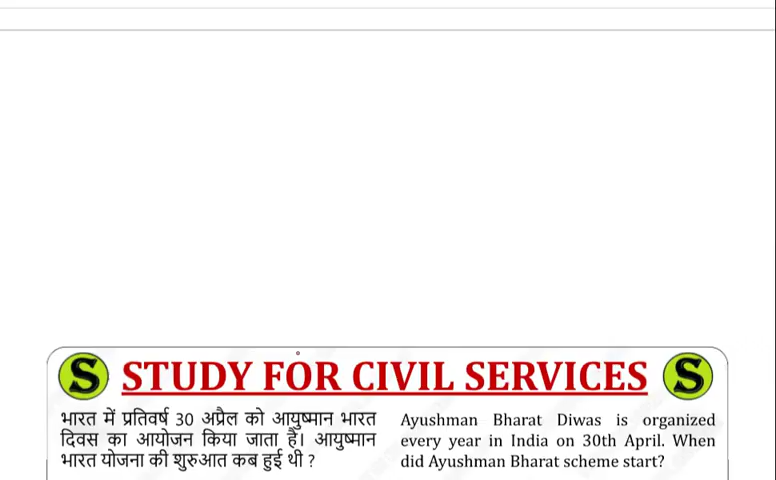 S STUDY FOR CIVIL SERVICES S
भारत में प्रतिवर्ष 30 अप्रैल को आयुष्मान भारत
दिवस का आयोजन किया जाता है। आयुष्मान
भारत योजना की शुरुआत कब हुई थी ?
Ayushman Bharat Diwas is organized
every year in India on 30th April. When
did Ayushman Bharat scheme start?